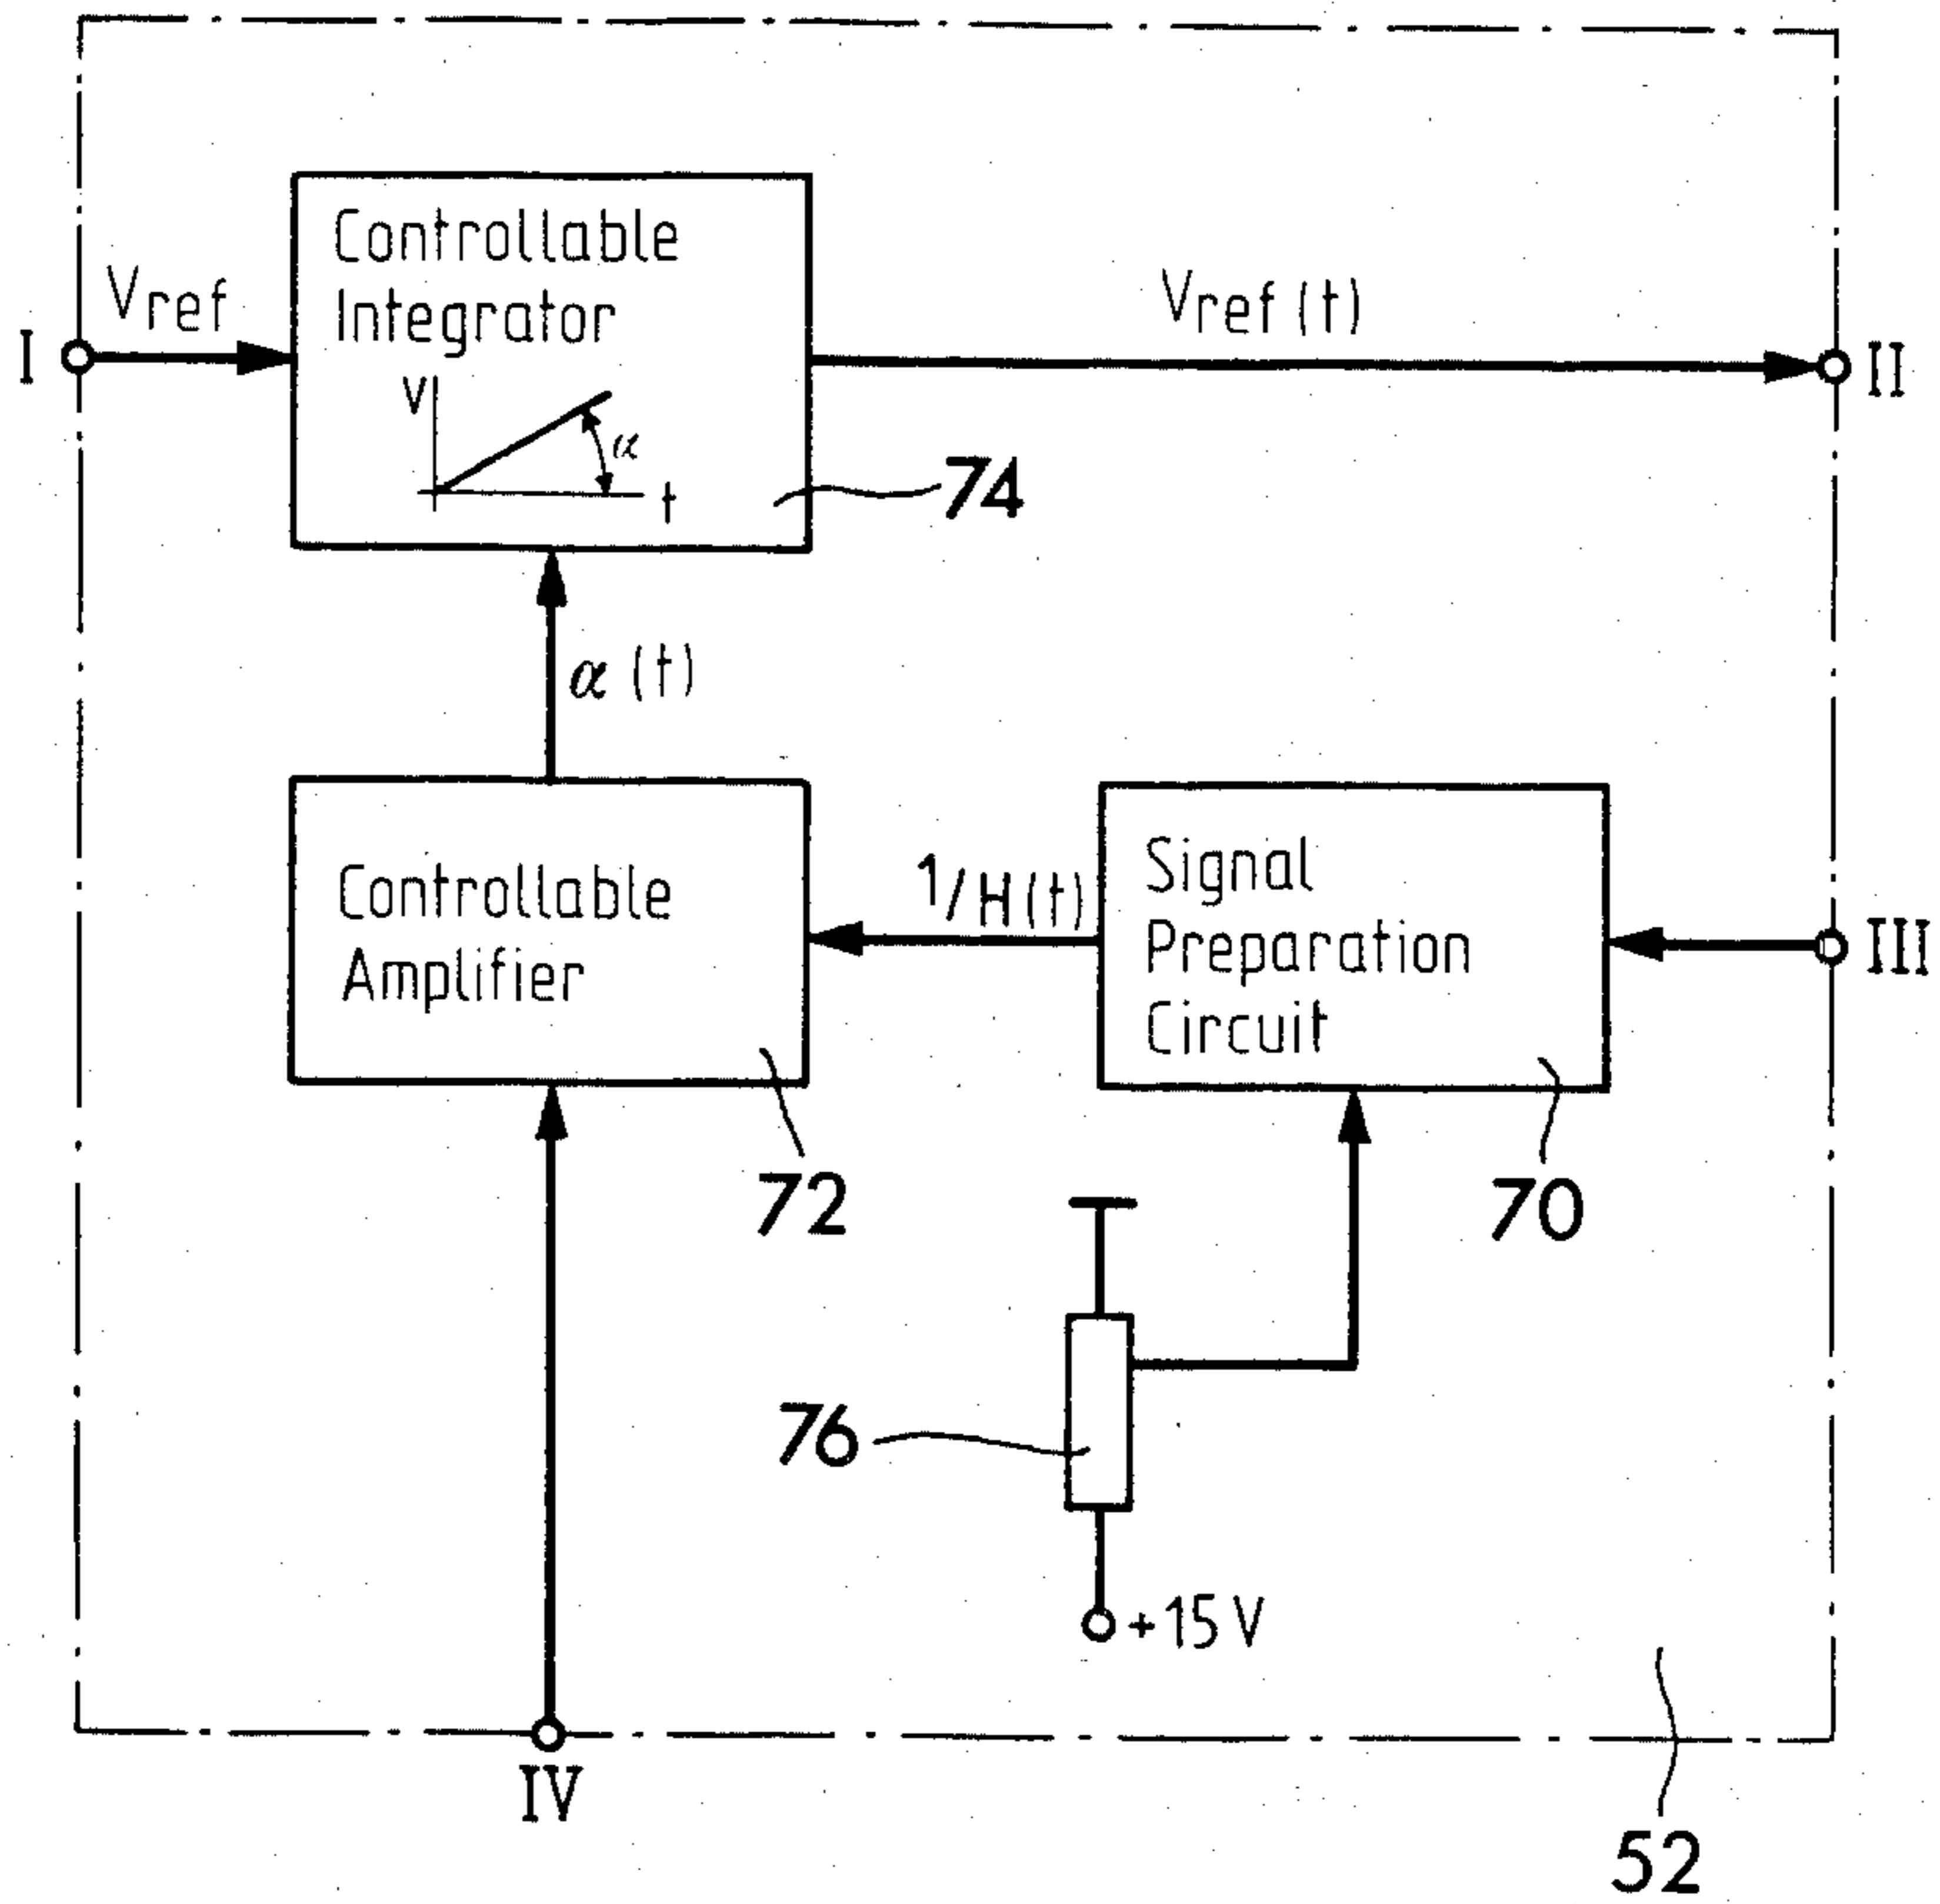 Controllable
Integrator
Vref
Vref (t)
I
II
V
α
t
74
α (t)
Controllable
Amplifier
1/H(t)
Signal
Preparation
Circuit
III
72
70
76
+15 V
IV
52